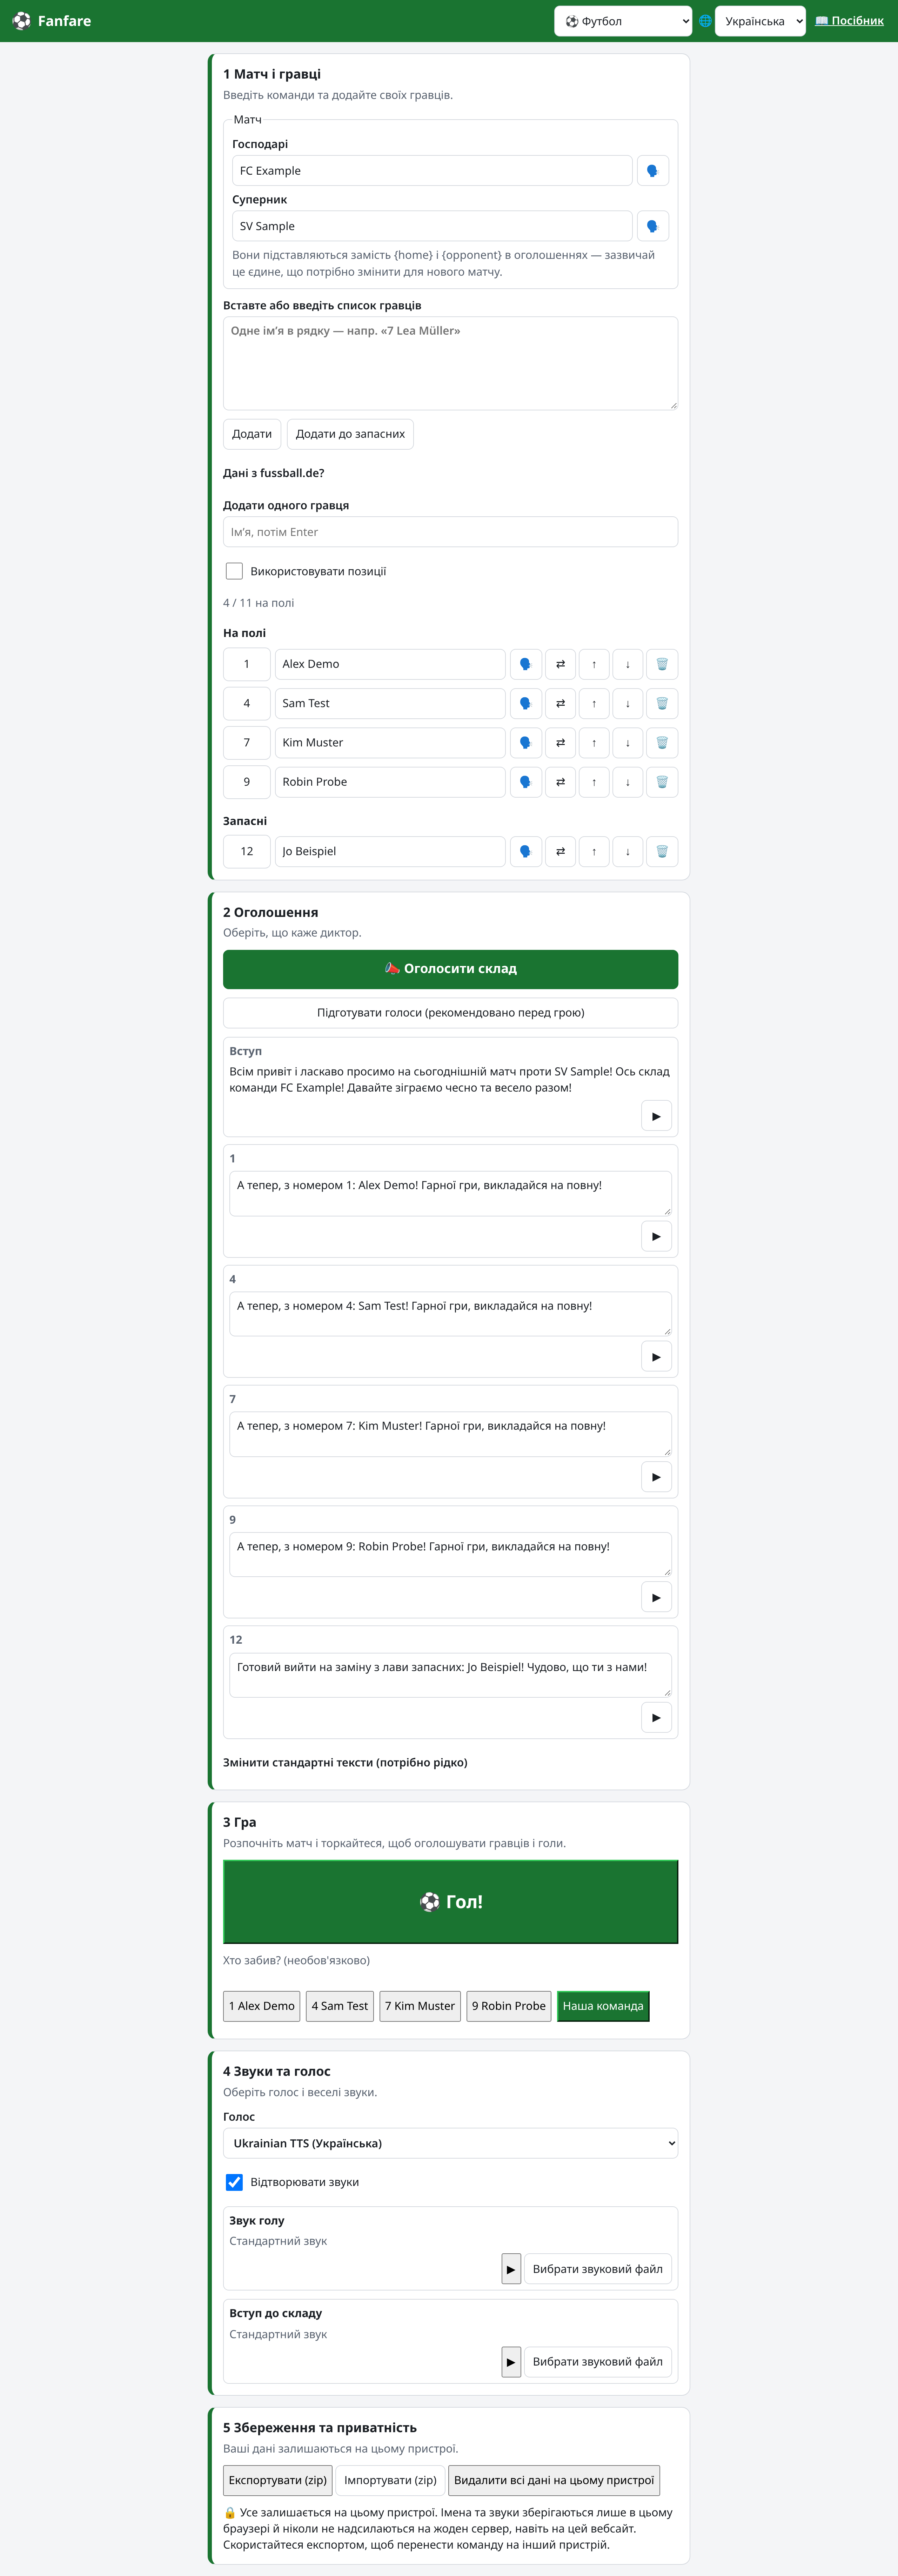 ⚽ Fanfare
⚽ Футбол
🌐 Українська
📖 Посібник
1 Матч і гравці
Введіть команди та додайте своїх гравців.
Матч
Господарі
FC Example
🗣️
Суперник
SV Sample
🗣️
Вони підставляються замість {home} і {opponent} в оголошеннях — зазвичай
це єдине, що потрібно змінити для нового матчу.
Вставте або введіть список гравців
Одне ім’я в рядку — напр. «7 Lea Müller»
Додати
Додати до запасних
Дані з fussball.de?
Додати одного гравця
Ім’я, потім Enter
Використовувати позиції
4 / 11 на полі
На полі
1 Alex Demo 🗣️ ⇄ ↑ ↓ 🗑️
4 Sam Test 🗣️ ⇄ ↑ ↓ 🗑️
7 Kim Muster 🗣️ ⇄ ↑ ↓ 🗑️
9 Robin Probe 🗣️ ⇄ ↑ ↓ 🗑️
Запасні
12 Jo Beispiel 🗣️ ⇄ ↑ ↓ 🗑️
2 Оголошення
Оберіть, що каже диктор.
📣 Оголосити склад
Підготувати голоси (рекомендовано перед грою)
Вступ
Всім привіт і ласкаво просимо на сьогоднішній матч проти SV Sample! Ось склад
команди FC Example! Давайте зіграємо чесно та весело разом!
▶
1
А тепер, з номером 1: Alex Demo! Гарної гри, викладайся на повну!
▶
4
А тепер, з номером 4: Sam Test! Гарної гри, викладайся на повну!
▶
7
А тепер, з номером 7: Kim Muster! Гарної гри, викладайся на повну!
▶
9
А тепер, з номером 9: Robin Probe! Гарної гри, викладайся на повну!
▶
12
Готовий вийти на заміну з лави запасних: Jo Beispiel! Чудово, що ти з нами!
▶
Змінити стандартні тексти (потрібно рідко)
3 Гра
Розпочніть матч і торкайтеся, щоб оголошувати гравців і голи.
⚽ Гол!
Хто забив? (необов'язково)
1 Alex Demo
4 Sam Test
7 Kim Muster
9 Robin Probe
Наша команда
4 Звуки та голос
Оберіть голос і веселі звуки.
Голос
Ukrainian TTS (Українська)
Відтворювати звуки
Звук голу
Стандартний звук
▶ Вибрати звуковий файл
Вступ до складу
Стандартний звук
▶ Вибрати звуковий файл
5 Збереження та приватність
Ваші дані залишаються на цьому пристрої.
Експортувати (zip)
Імпортувати (zip)
Видалити всі дані на цьому пристрої
🔒 Усе залишається на цьому пристрої. Імена та звуки зберігаються лише в цьому
браузері й ніколи не надсилаються на жоден сервер, навіть на цей вебсайт.
Скористайтеся експортом, щоб перенести команду на інший пристрій.